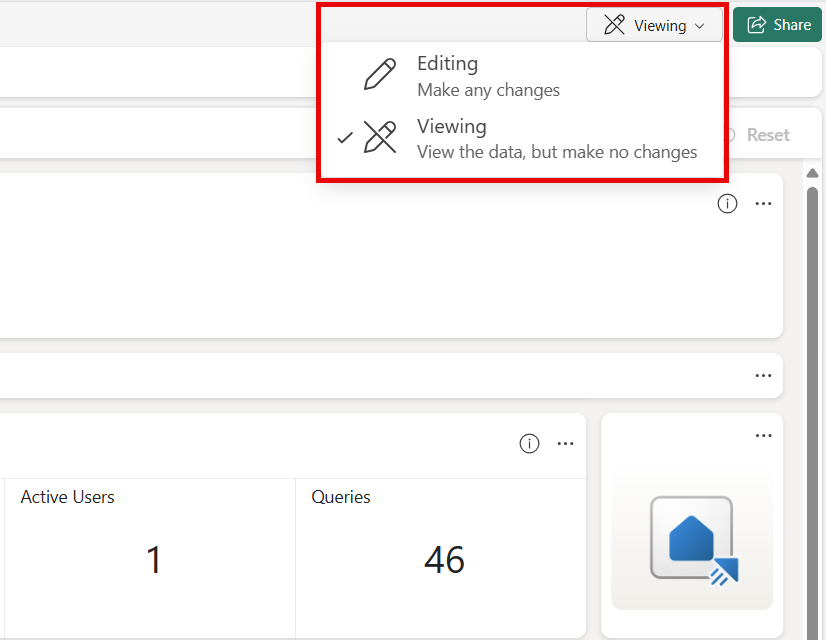 Viewing
Share
Editing
Make any changes
Viewing
View the data, but make no changes
Reset
Active Users
Queries
1
46